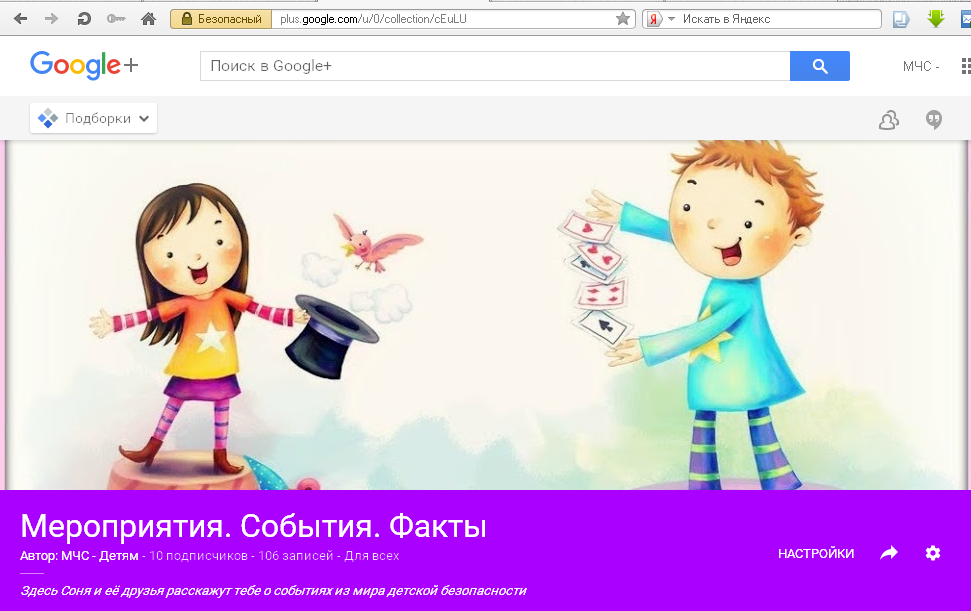 Безопасный
plus.google.com/u/0/collection/cEuLU
Я
Искать в Яндекс
Google+
Поиск в Google+
МЧС -
Подборки
Мероприятия. События. Факты
Автор: МЧС - Детям - 10 подписчиков - 106 записей - Для всех
НАСТРОЙКИ
Здесь Соня и её друзья расскажут тебе о событиях из мира детской безопасности